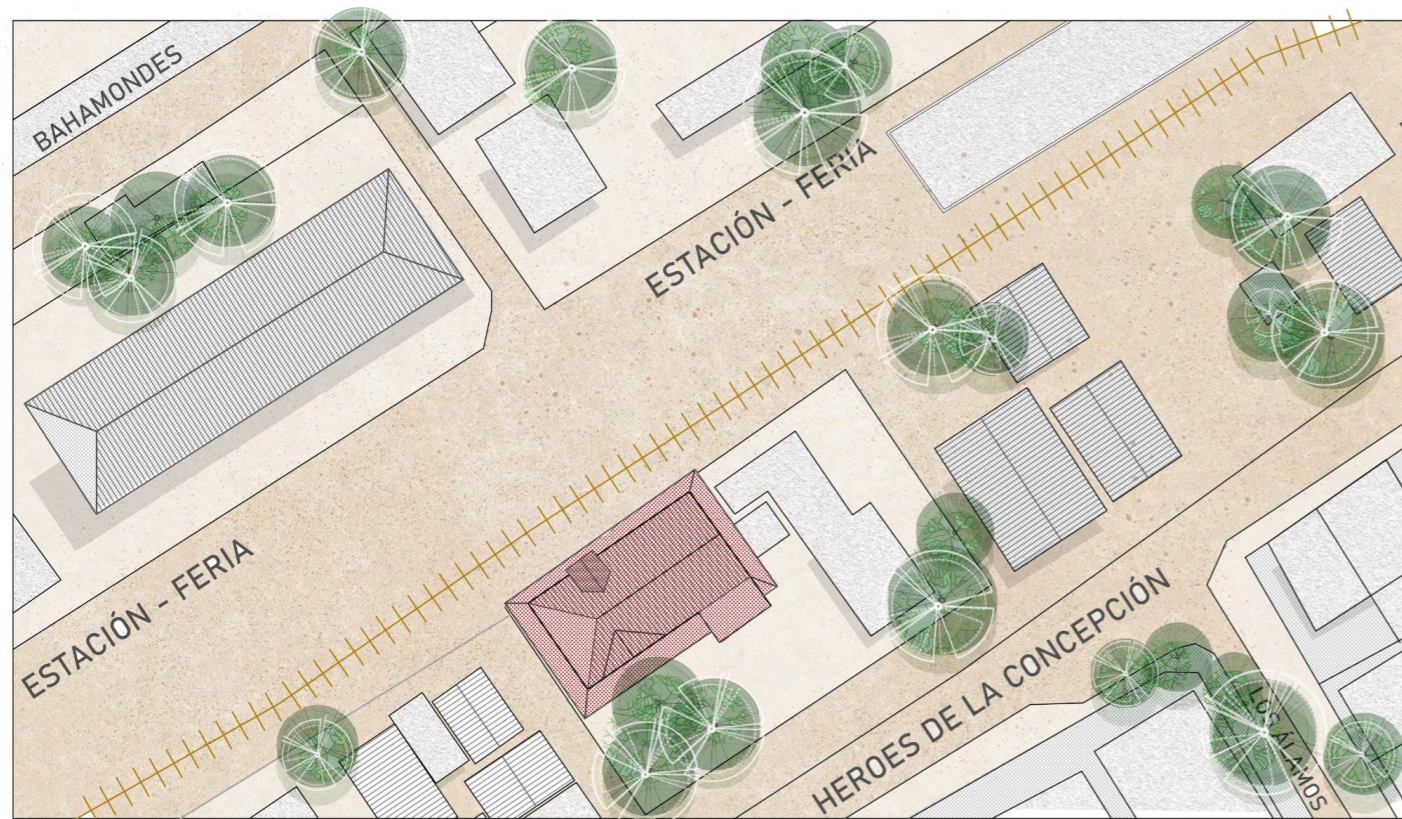 BAHAMONDES
ESTACIÓN - FERIA
ESTACIÓN - FERIA
HEROES DE LA CONCEPCIÓN
LOS ÁLAMOS